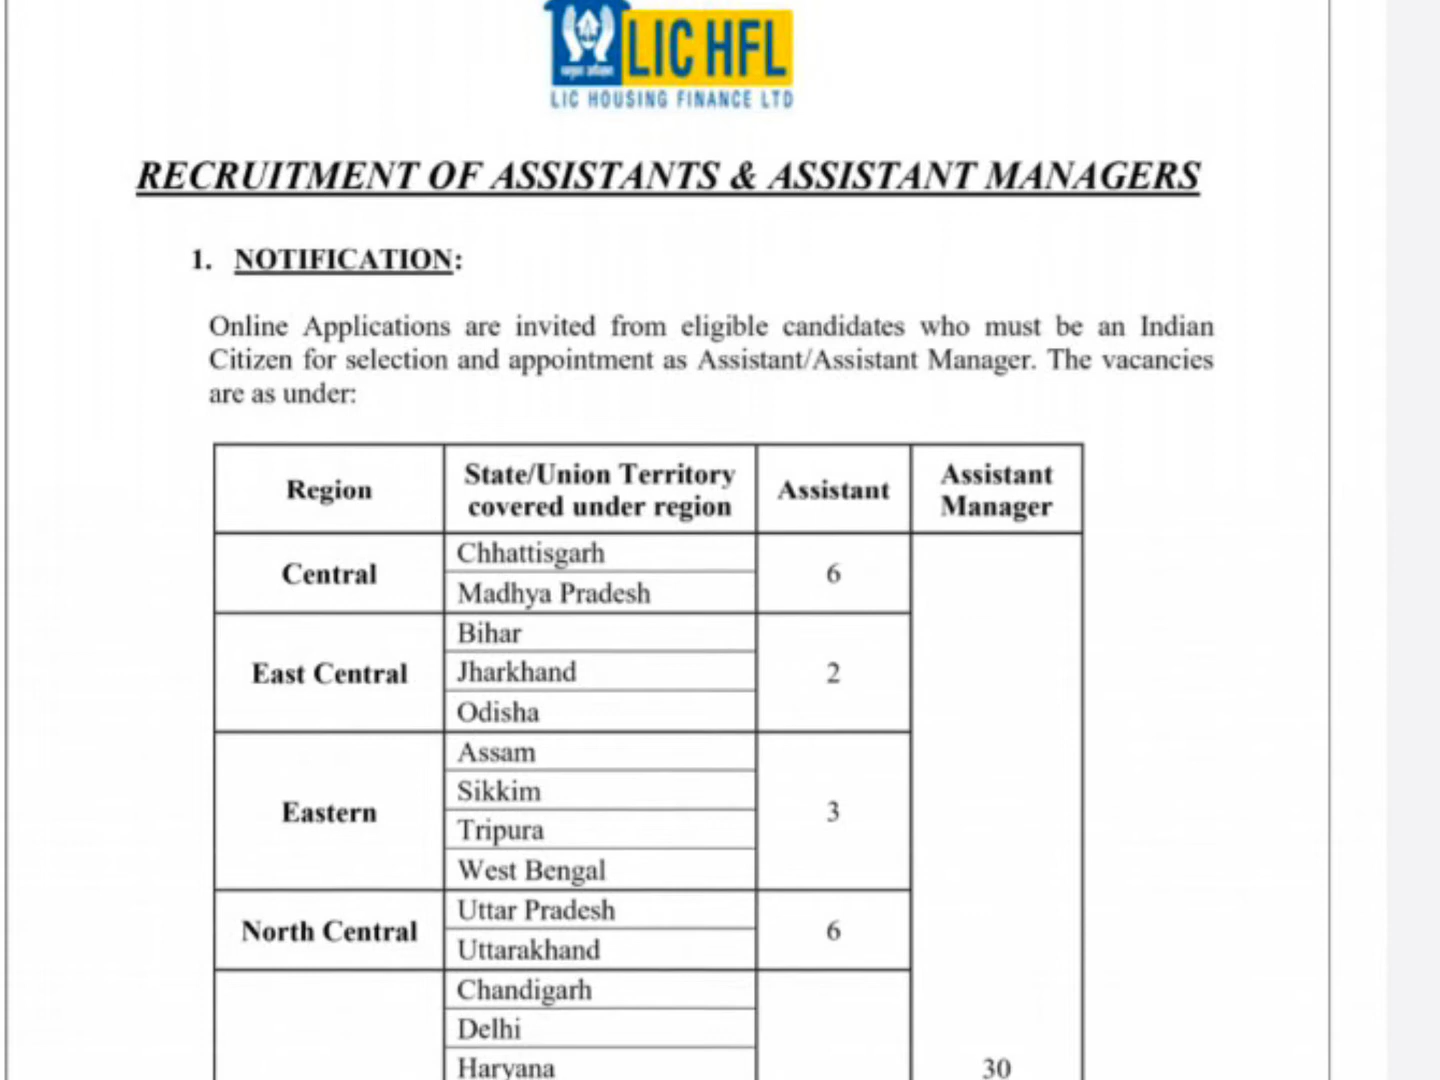 LIC HFL
LIC HOUSING FINANCE LTD
RECRUITMENT OF ASSISTANTS & ASSISTANT MANAGERS
1. NOTIFICATION:
Online Applications are invited from eligible candidates who must be an Indian
Citizen for selection and appointment as Assistant/Assistant Manager. The vacancies
are as under:
Region
State/Union Territory
covered under region
Assistant
Assistant
Manager
Central
Chhattisgarh
Madhya Pradesh
6
East Central
Bihar
Jharkhand
Odisha
2
Eastern
Assam
Sikkim
Tripura
West Bengal
3
North Central
Uttar Pradesh
Uttarakhand
6
Chandigarh
Delhi
Haryana
30